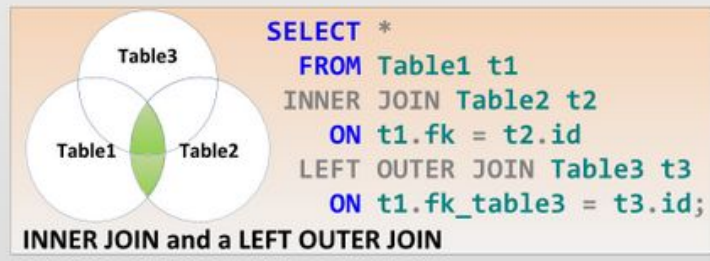 Table3
Table1
Table2
SELECT *
FROM Table1 t1
INNER JOIN Table2 t2
ON t1.fk = t2.id
LEFT OUTER JOIN Table3 t3
ON t1.fk_table3 = t3.id;
INNER JOIN and a LEFT OUTER JOIN